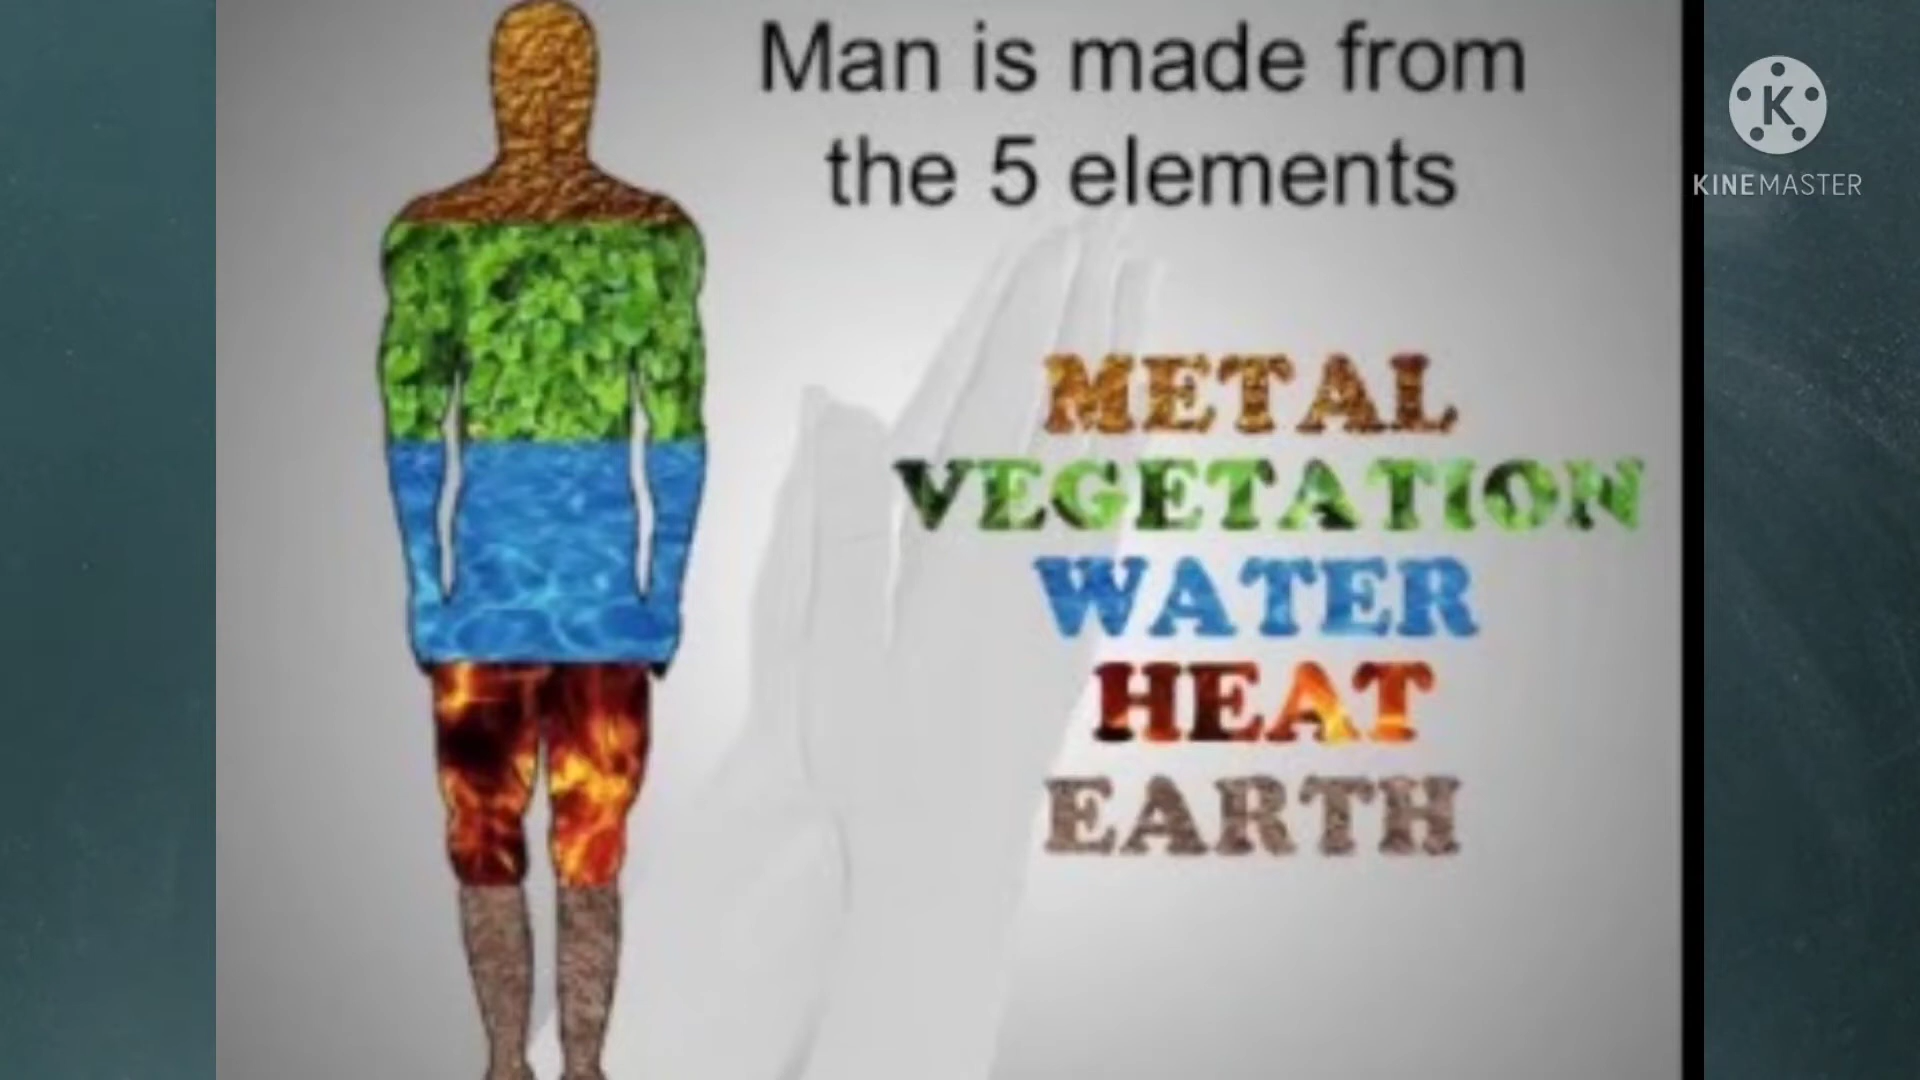 Man is made from
the 5 elements
METAL
VEGETATION
WATER
HEAT
EARTH
K
KINEMASTER